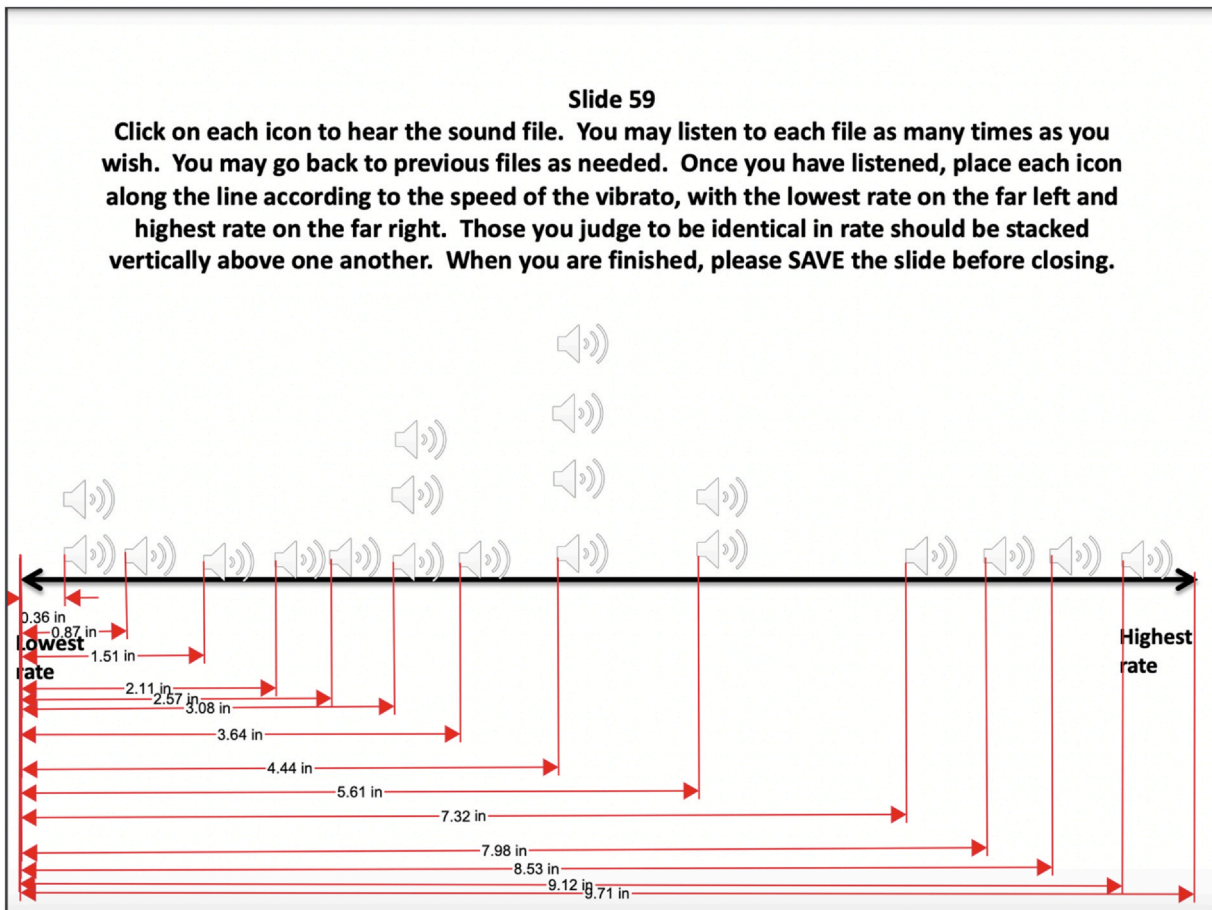 Slide 59
Click on each icon to hear the sound file.  You may listen to each file as many times as you
wish.  You may go back to previous files as needed.  Once you have listened, place each icon
along the line according to the speed of the vibrato, with the lowest rate on the far left and
highest rate on the far right.  Those you judge to be identical in rate should be stacked
vertically above one another.  When you are finished, please SAVE the slide before closing.
0.36 in
0.87 in
Lowest
rate
Highest
rate
1.51 in
2.11 in
2.57 in
3.08 in
3.64 in
4.44 in
5.61 in
7.32 in
7.98 in
8.53 in
9.12 in
9.71 in